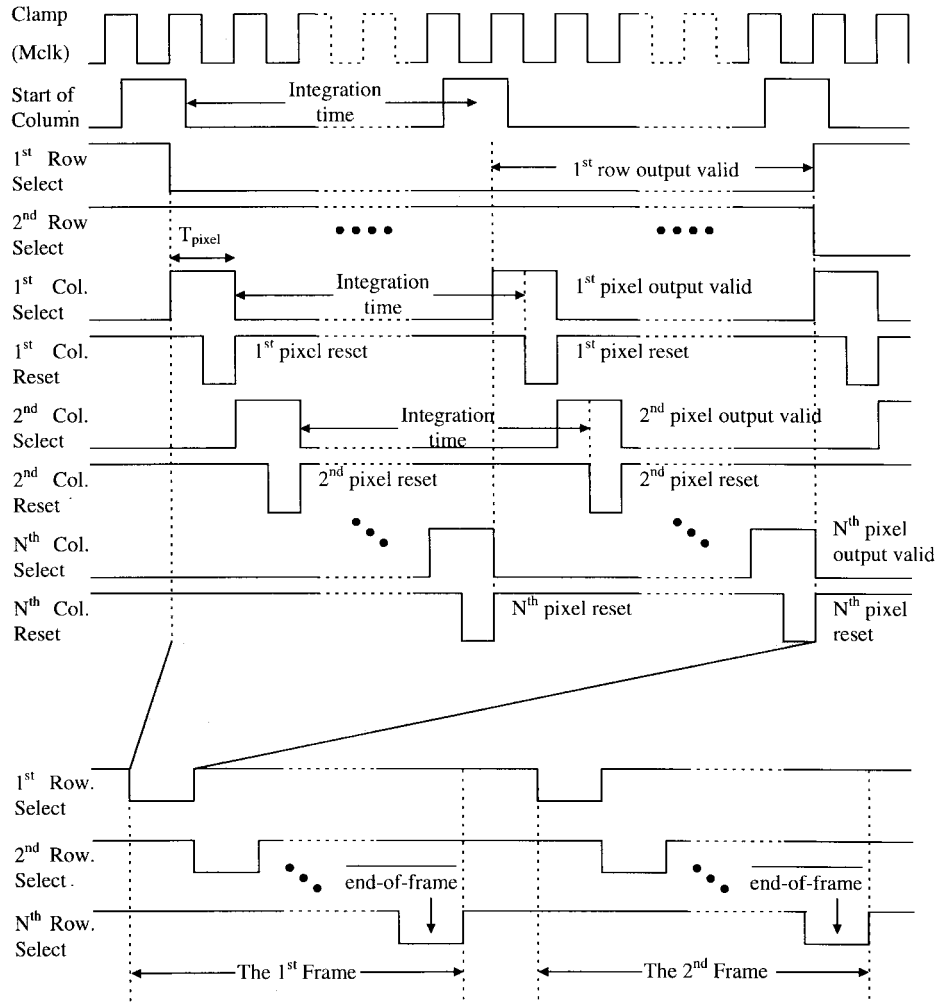 Clamp
(Mclk)
Start of
Column
Integration
time
1st Row
Select
1st row output valid
2nd Row
Select
Tpixel
1st Col.
Select
Integration
time
1st pixel output valid
1st Col.
Reset
1st pixel reset
1st pixel reset
2nd Col.
Select
Integration
time
2nd pixel output valid
2nd Col.
Reset
2nd pixel reset
2nd pixel reset
Nth Col.
Select
Nth pixel
output valid
Nth Col.
Reset
Nth pixel reset
Nth pixel
reset
1st Row.
Select
2nd Row.
Select
end-of-frame
end-of-frame
Nth Row.
Select
The 1st Frame
The 2nd Frame